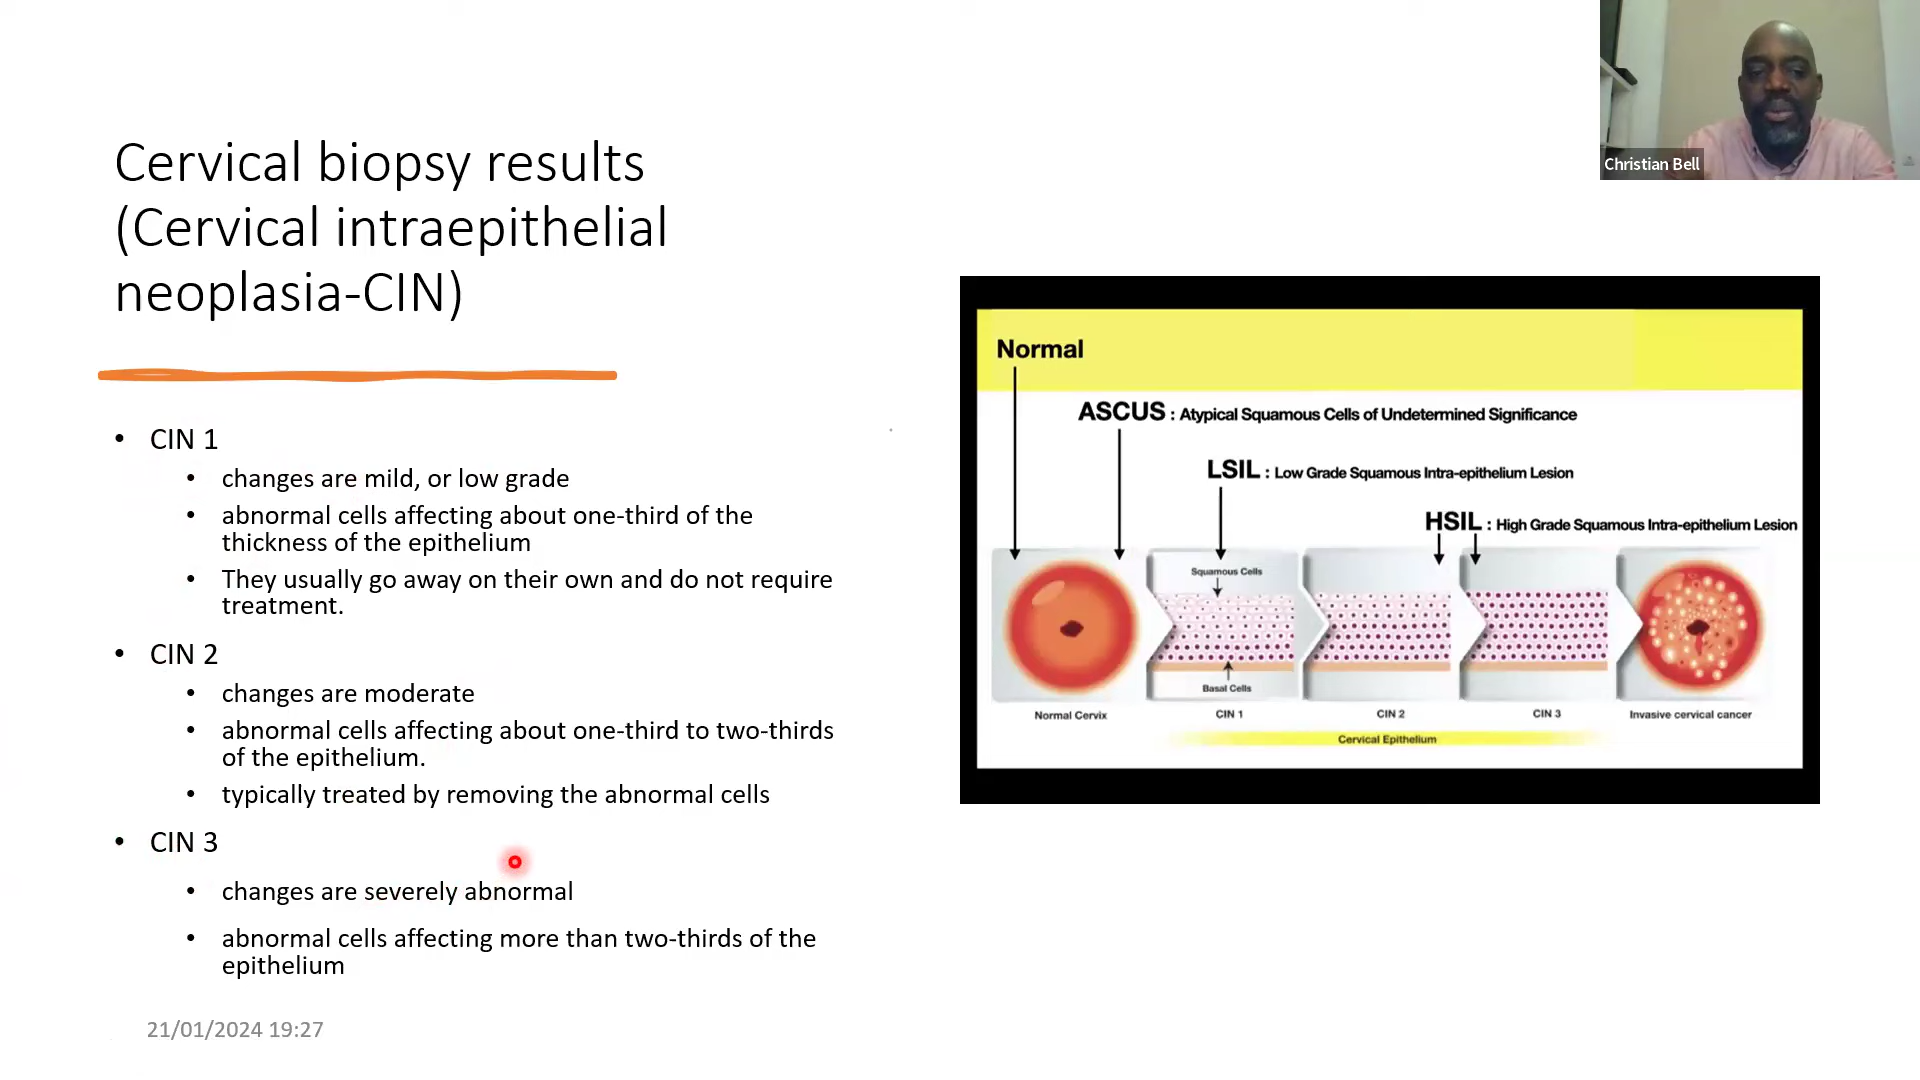 Cervical biopsy results
(Cervical intraepithelial
neoplasia-CIN)
• CIN 1
• changes are mild, or low grade
• abnormal cells affecting about one-third of the
thickness of the epithelium
• They usually go away on their own and do not require
treatment.
• CIN 2
• changes are moderate
• abnormal cells affecting about one-third to two-thirds
of the epithelium.
• typically treated by removing the abnormal cells
• CIN 3
• changes are severely abnormal
• abnormal cells affecting more than two-thirds of the
epithelium
21/01/2024 19:27
Christian Bell
Normal
ASCUS : Atypical Squamous Cells of Undetermined Significance
LSIL : Low Grade Squamous Intra-epithelium Lesion
HSIL : High Grade Squamous Intra-epithelium Lesion
Squamous Cells
Basal Cells
Normal Cervix
CIN 1
CIN 2
CIN 3
Invasive cervical cancer
Cervical Epithelium